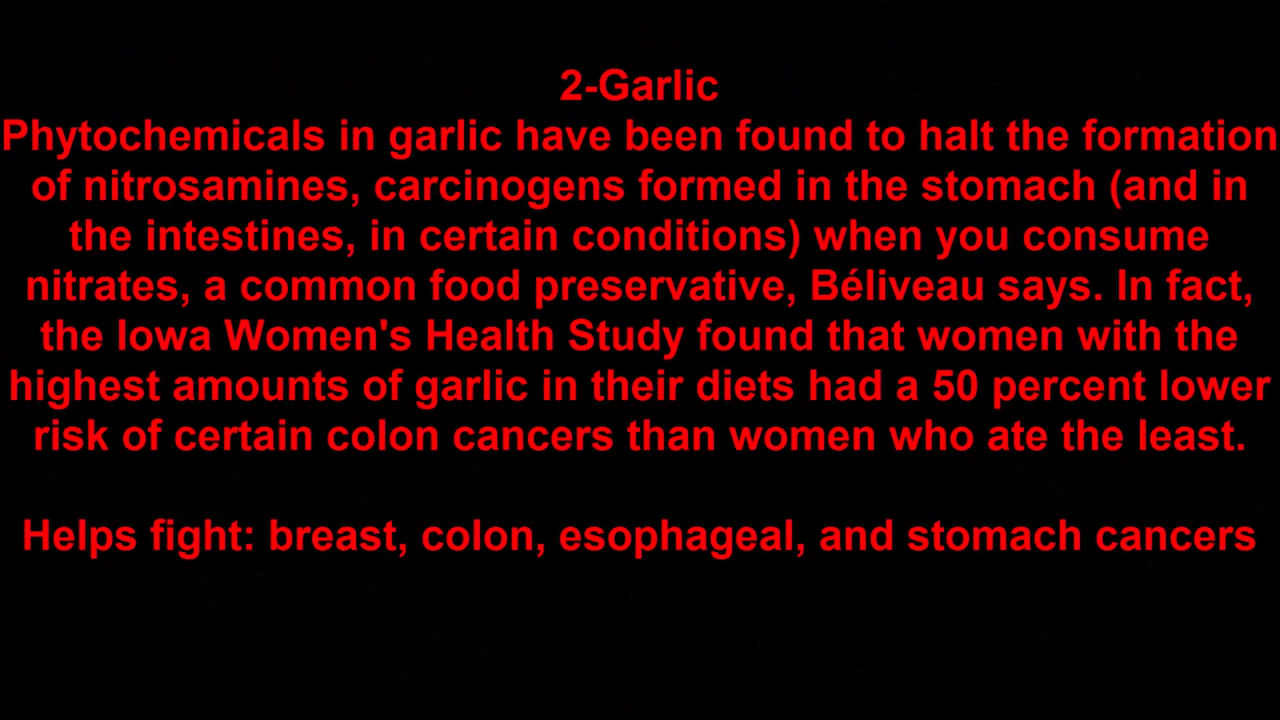 2-Garlic
Phytochemicals in garlic have been found to halt the formation
of nitrosamines, carcinogens formed in the stomach (and in
the intestines, in certain conditions) when you consume
nitrates, a common food preservative, Béliveau says. In fact,
the Iowa Women's Health Study found that women with the
highest amounts of garlic in their diets had a 50 percent lower
risk of certain colon cancers than women who ate the least.
Helps fight: breast, colon, esophageal, and stomach cancers